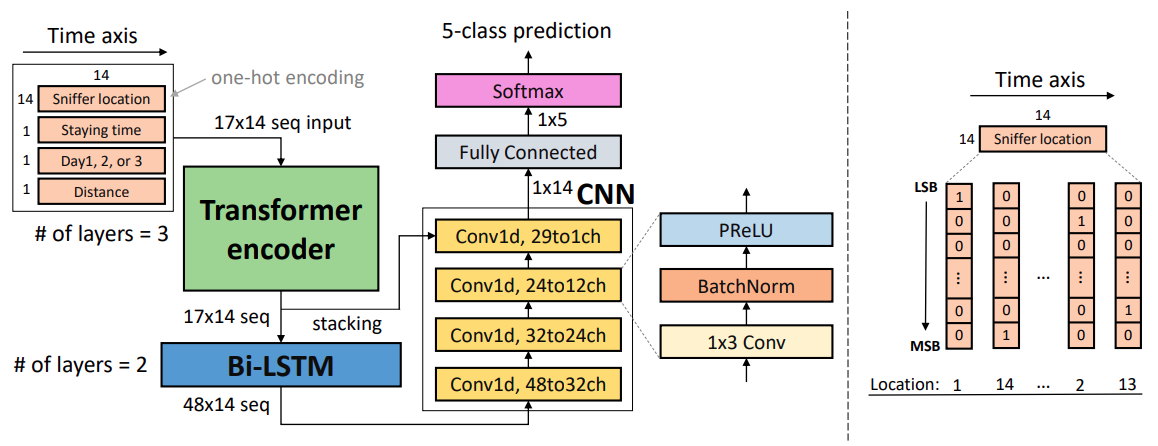 Time axis
14
one-hot encoding
14 Sniffer location
1 Staying time
1 Day1, 2, or 3
1 Distance
17x14 seq input
Transformer
encoder
# of layers = 3
17x14 seq
stacking
# of layers = 2
Bi-LSTM
48x14 seq
5-class prediction
Softmax
1x5
Fully Connected
1x14
CNN
Conv1d, 29to1ch
Conv1d, 24to12ch
Conv1d, 32to24ch
Conv1d, 48to32ch
PReLU
BatchNorm
1x3 Conv
Time axis
14
14 Sniffer location
LSB 1 0 0 0
0 0 1 0
0 0 0 0
⋮ ⋮ ... ⋮ ⋮
0 0 0 1
MSB 0 1 0 0
Location: 1 14 ... 2 13